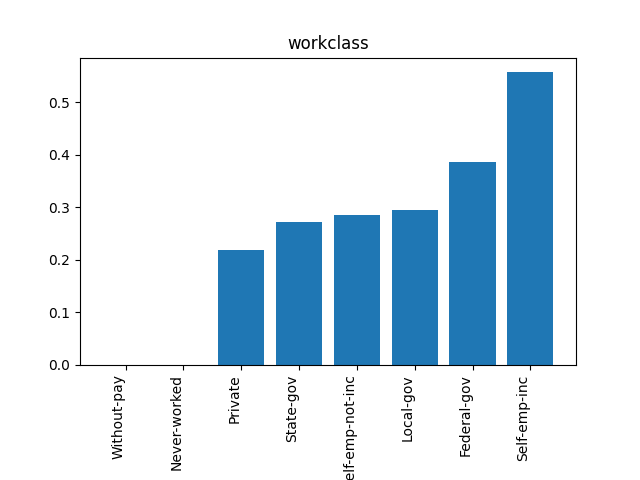 workclass
0.5
0.4
0.3
0.2
0.1
0.0
Without-pay
Never-worked
Private
State-gov
elf-emp-not-inc
Local-gov
Federal-gov
Self-emp-inc